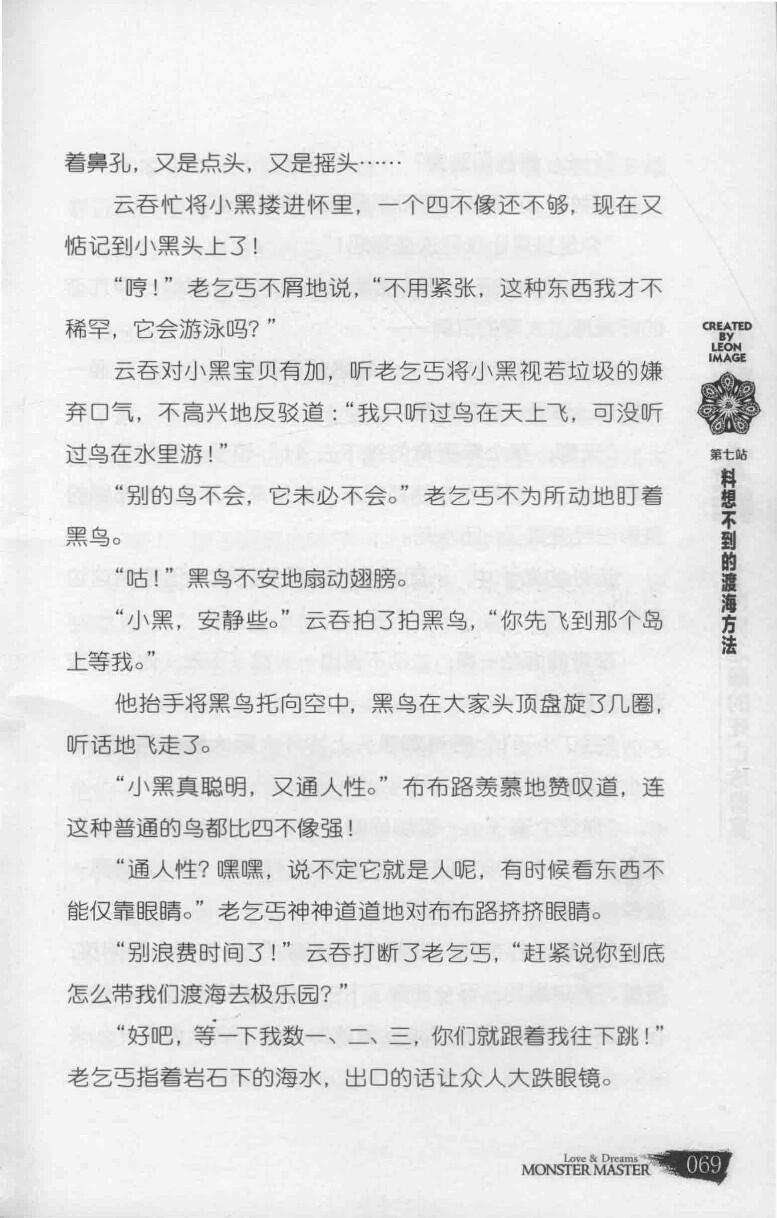 着鼻孔，又是点头，又是摇头……
云吞忙将小黑搂进怀里，一个四不像还不够，现在又
惦记到小黑头上了！
“哼！”老乞丐不屑地说，“不用紧张，这种东西我才不
稀罕，它会游泳吗？”
云吞对小黑宝贝有加，听老乞丐将小黑视若垃圾的嫌
弃口气，不高兴地反驳道：“我只听过鸟在天上飞，可没听
过鸟在水里游！”
“别的鸟不会，它未必不会。”老乞丐不为所动地盯着
黑鸟。
“咕！”黑鸟不安地扇动翅膀。
“小黑，安静些。”云吞拍了拍黑鸟，“你先飞到那个岛
上等我。”
他抬手将黑鸟托向空中，黑鸟在大家头顶盘旋了几圈，
听话地飞走了。
“小黑真聪明，又通人性。”布布路羡慕地赞叹道，连
这种普通的鸟都比四不像强！
“通人性？嘿嘿，说不定它就是人呢，有时候看东西不
能仅靠眼睛。”老乞丐神神道道地对布布路挤挤眼睛。
“别浪费时间了！”云吞打断了老乞丐，“赶紧说你到底
怎么带我们渡海去极乐园？”
“好吧，等一下我数一、二、三，你们就跟着我往下跳！”
老乞丐指着岩石下的海水，出口的话让众人大跌眼镜。
CREATED
BY
LEON
IMAGE
第七站
料想不到的渡海方法
Love & Dreams
MONSTER MASTER
069